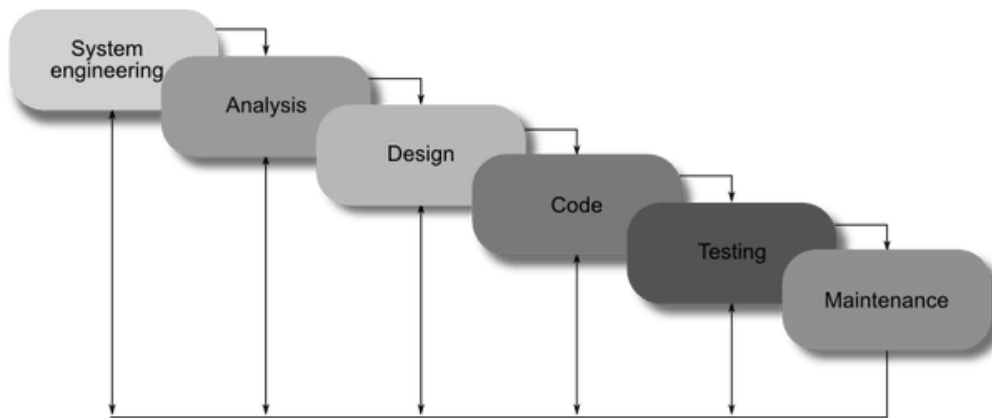 System
engineering
Analysis
Design
Code
Testing
Maintenance